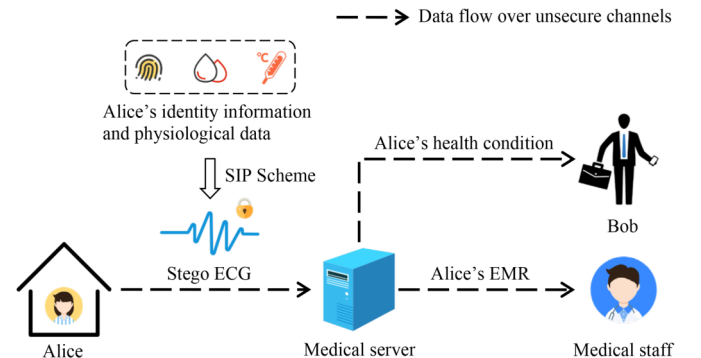 Data flow over unsecure channels
°C
Alice's identity information
and physiological data
SIP Scheme
Alice's health condition
Bob
Stego ECG
Alice's EMR
Alice
Medical server
Medical staff